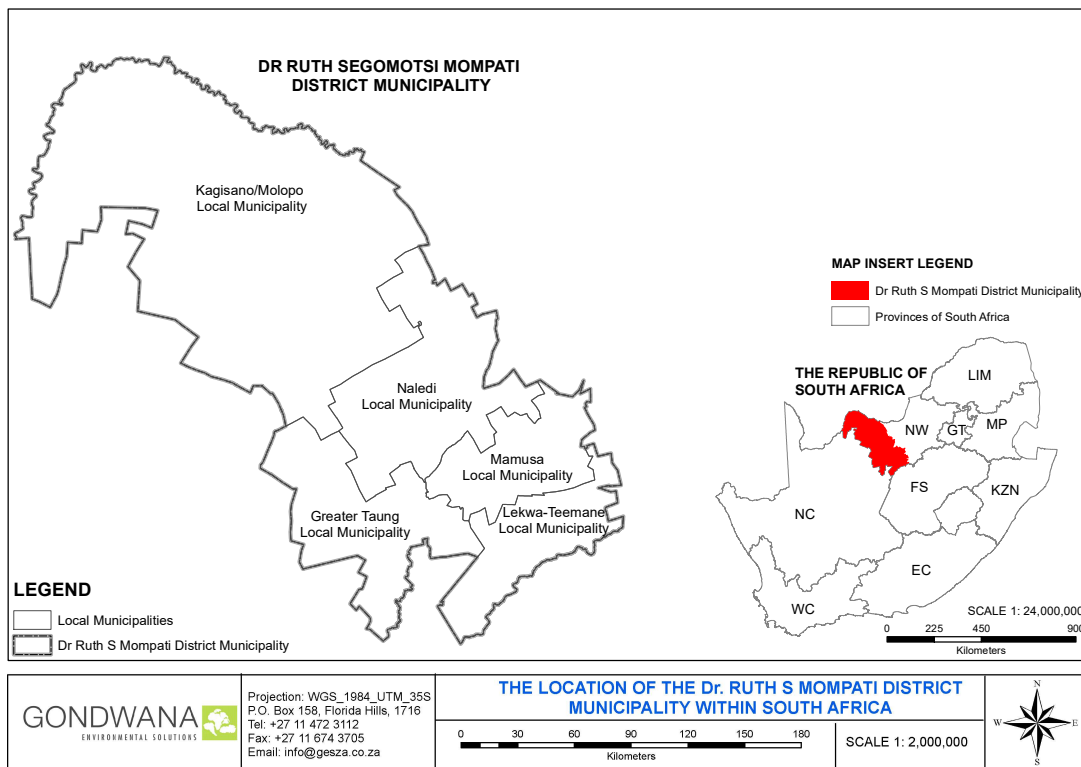 DR RUTH SEGOMOTSI MOMPATI
DISTRICT MUNICIPALITY
Kagisano/Molopo
Local Municipality
Naledi
Local Municipality
Mamusa
Local Municipality
Greater Taung
Local Municipality
Lekwa-Teemane
Local Municipality
LEGEND
Local Municipalities
Dr Ruth S Mompati District Municipality
MAP INSERT LEGEND
Dr Ruth S Mompati District Municipality
Provinces of South Africa
THE REPUBLIC OF
SOUTH AFRICA
LIM
NW
GT
MP
FS
KZN
NC
EC
WC
SCALE 1: 24,000,000
0 225 450 900
Kilometers
GONDWANA
ENVIRONMENTAL SOLUTIONS
Projection: WGS_1984_UTM_35S
P.O. Box 158, Florida Hills, 1716
Tel: +27 11 472 3112
Fax: +27 11 674 3705
Email: info@gesza.co.za
THE LOCATION OF THE Dr. RUTH S MOMPATI DISTRICT
MUNICIPALITY WITHIN SOUTH AFRICA
0 30 60 90 120 150 180
Kilometers
SCALE 1: 2,000,000
N
W E
S